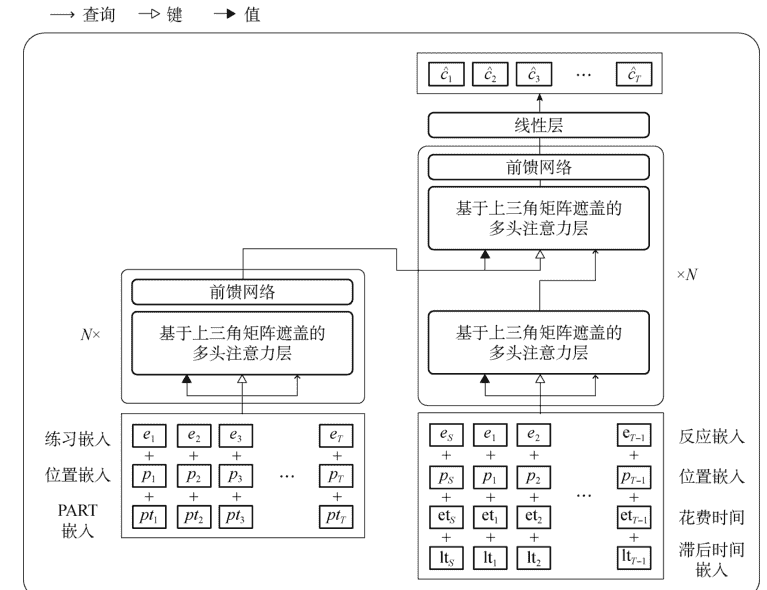 查询 键 值
ĉ1 ĉ2 ĉ3 … ĉT
线性层
前馈网络
基于上三角矩阵遮盖的
多头注意力层
×N
前馈网络
N×
基于上三角矩阵遮盖的
多头注意力层
基于上三角矩阵遮盖的
多头注意力层
练习嵌入 e1 e2 e3 eT
+ + + +
位置嵌入 p1 p2 p3 … pT
+ + + +
PART
嵌入
pt1 pt2 pt3 ptT
eS e1 e2 eT−1 反应嵌入
+ + + +
pS p1 p2 pT−1 位置嵌入
+ + + … +
etS et1 et2 etT−1 花费时间
+ + + +
ltS lt1 lt2 ltT−1 滞后时间
嵌入